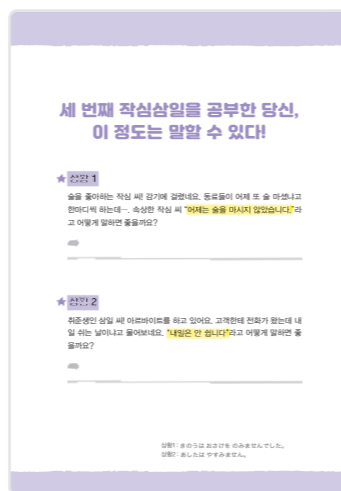 세 번째 작심삼일을 공부한 당신,
이 정도는 말할 수 있다!
상황 1
술을 좋아하는 작심 씨! 감기에 걸렸네요. 동료들이 어제 또 술 마셨냐고
한마디씩 하는데…. 속상한 작심 씨 "어제는 술을 마시지 않았습니다."라
고 어떻게 말하면 좋을까요?
상황 2
취준생인 삼일 씨! 아르바이트를 하고 있어요. 고객한테 전화가 왔는데 내
일 쉬는 날이냐고 물어보네요. "내일은 안 쉽니다"라고 어떻게 말하면 좋
을까요?
상황1 : きのうは おさけを のみませんでした。
상황2 : あしたは やすみません。